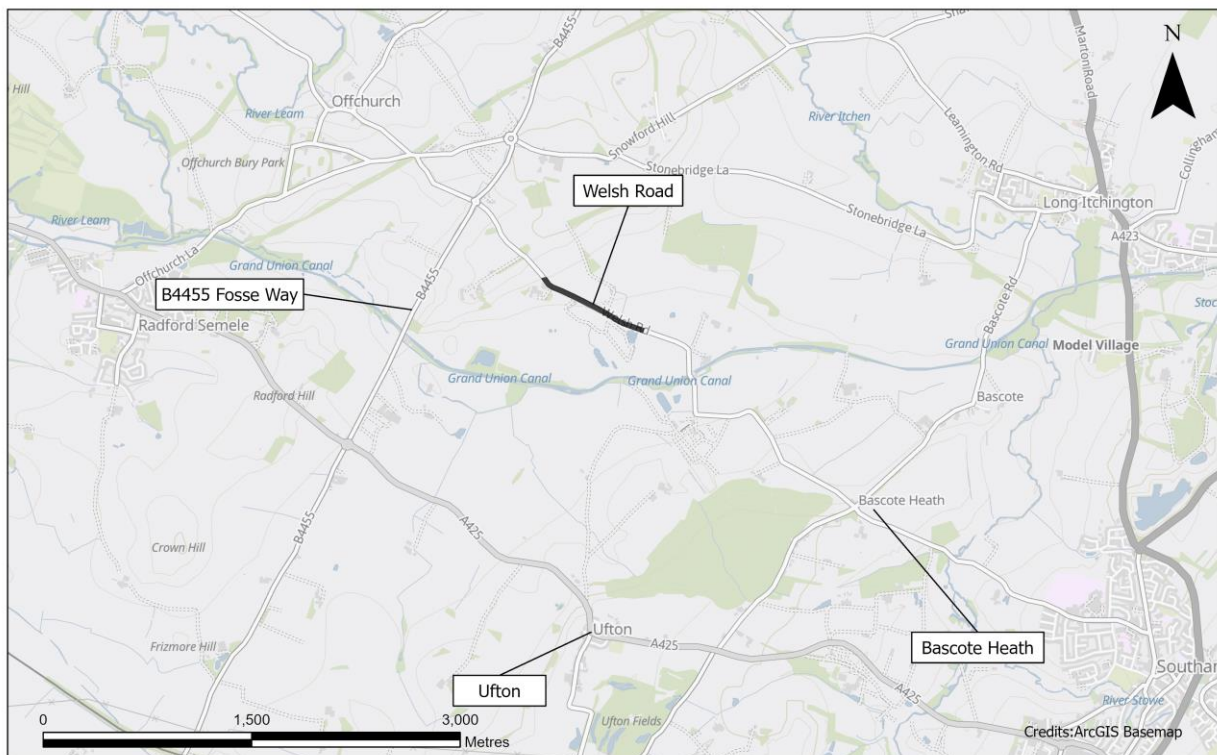 B4455
Shar
Marton Road
N
Offchurch
River Leam
Snowford Hill
River Itchen
Leamington Rd
Collingham
Offchurch Bury Park
Stonebridge La
Welsh Road
Long Itchington
River Leam
Stonebridge La
A423
Offchurch La
Grand Union Canal
B4455
Bascote Rd
B4455 Fosse Way
Welsh Rd
Stoc
Radford Semele
Grand Union Canal
Model Village
Grand Union Canal
Grand Union Canal
Radford Hill
Bascote
Bascote Heath
B4455
A425
Crown Hill
Ufton
A425
Frizmore Hill
Bascote Heath
Southam
Ufton
A425
River Stowe
Ufton Fields
0 1,500 3,000
Metres
Credits:ArcGIS Basemap